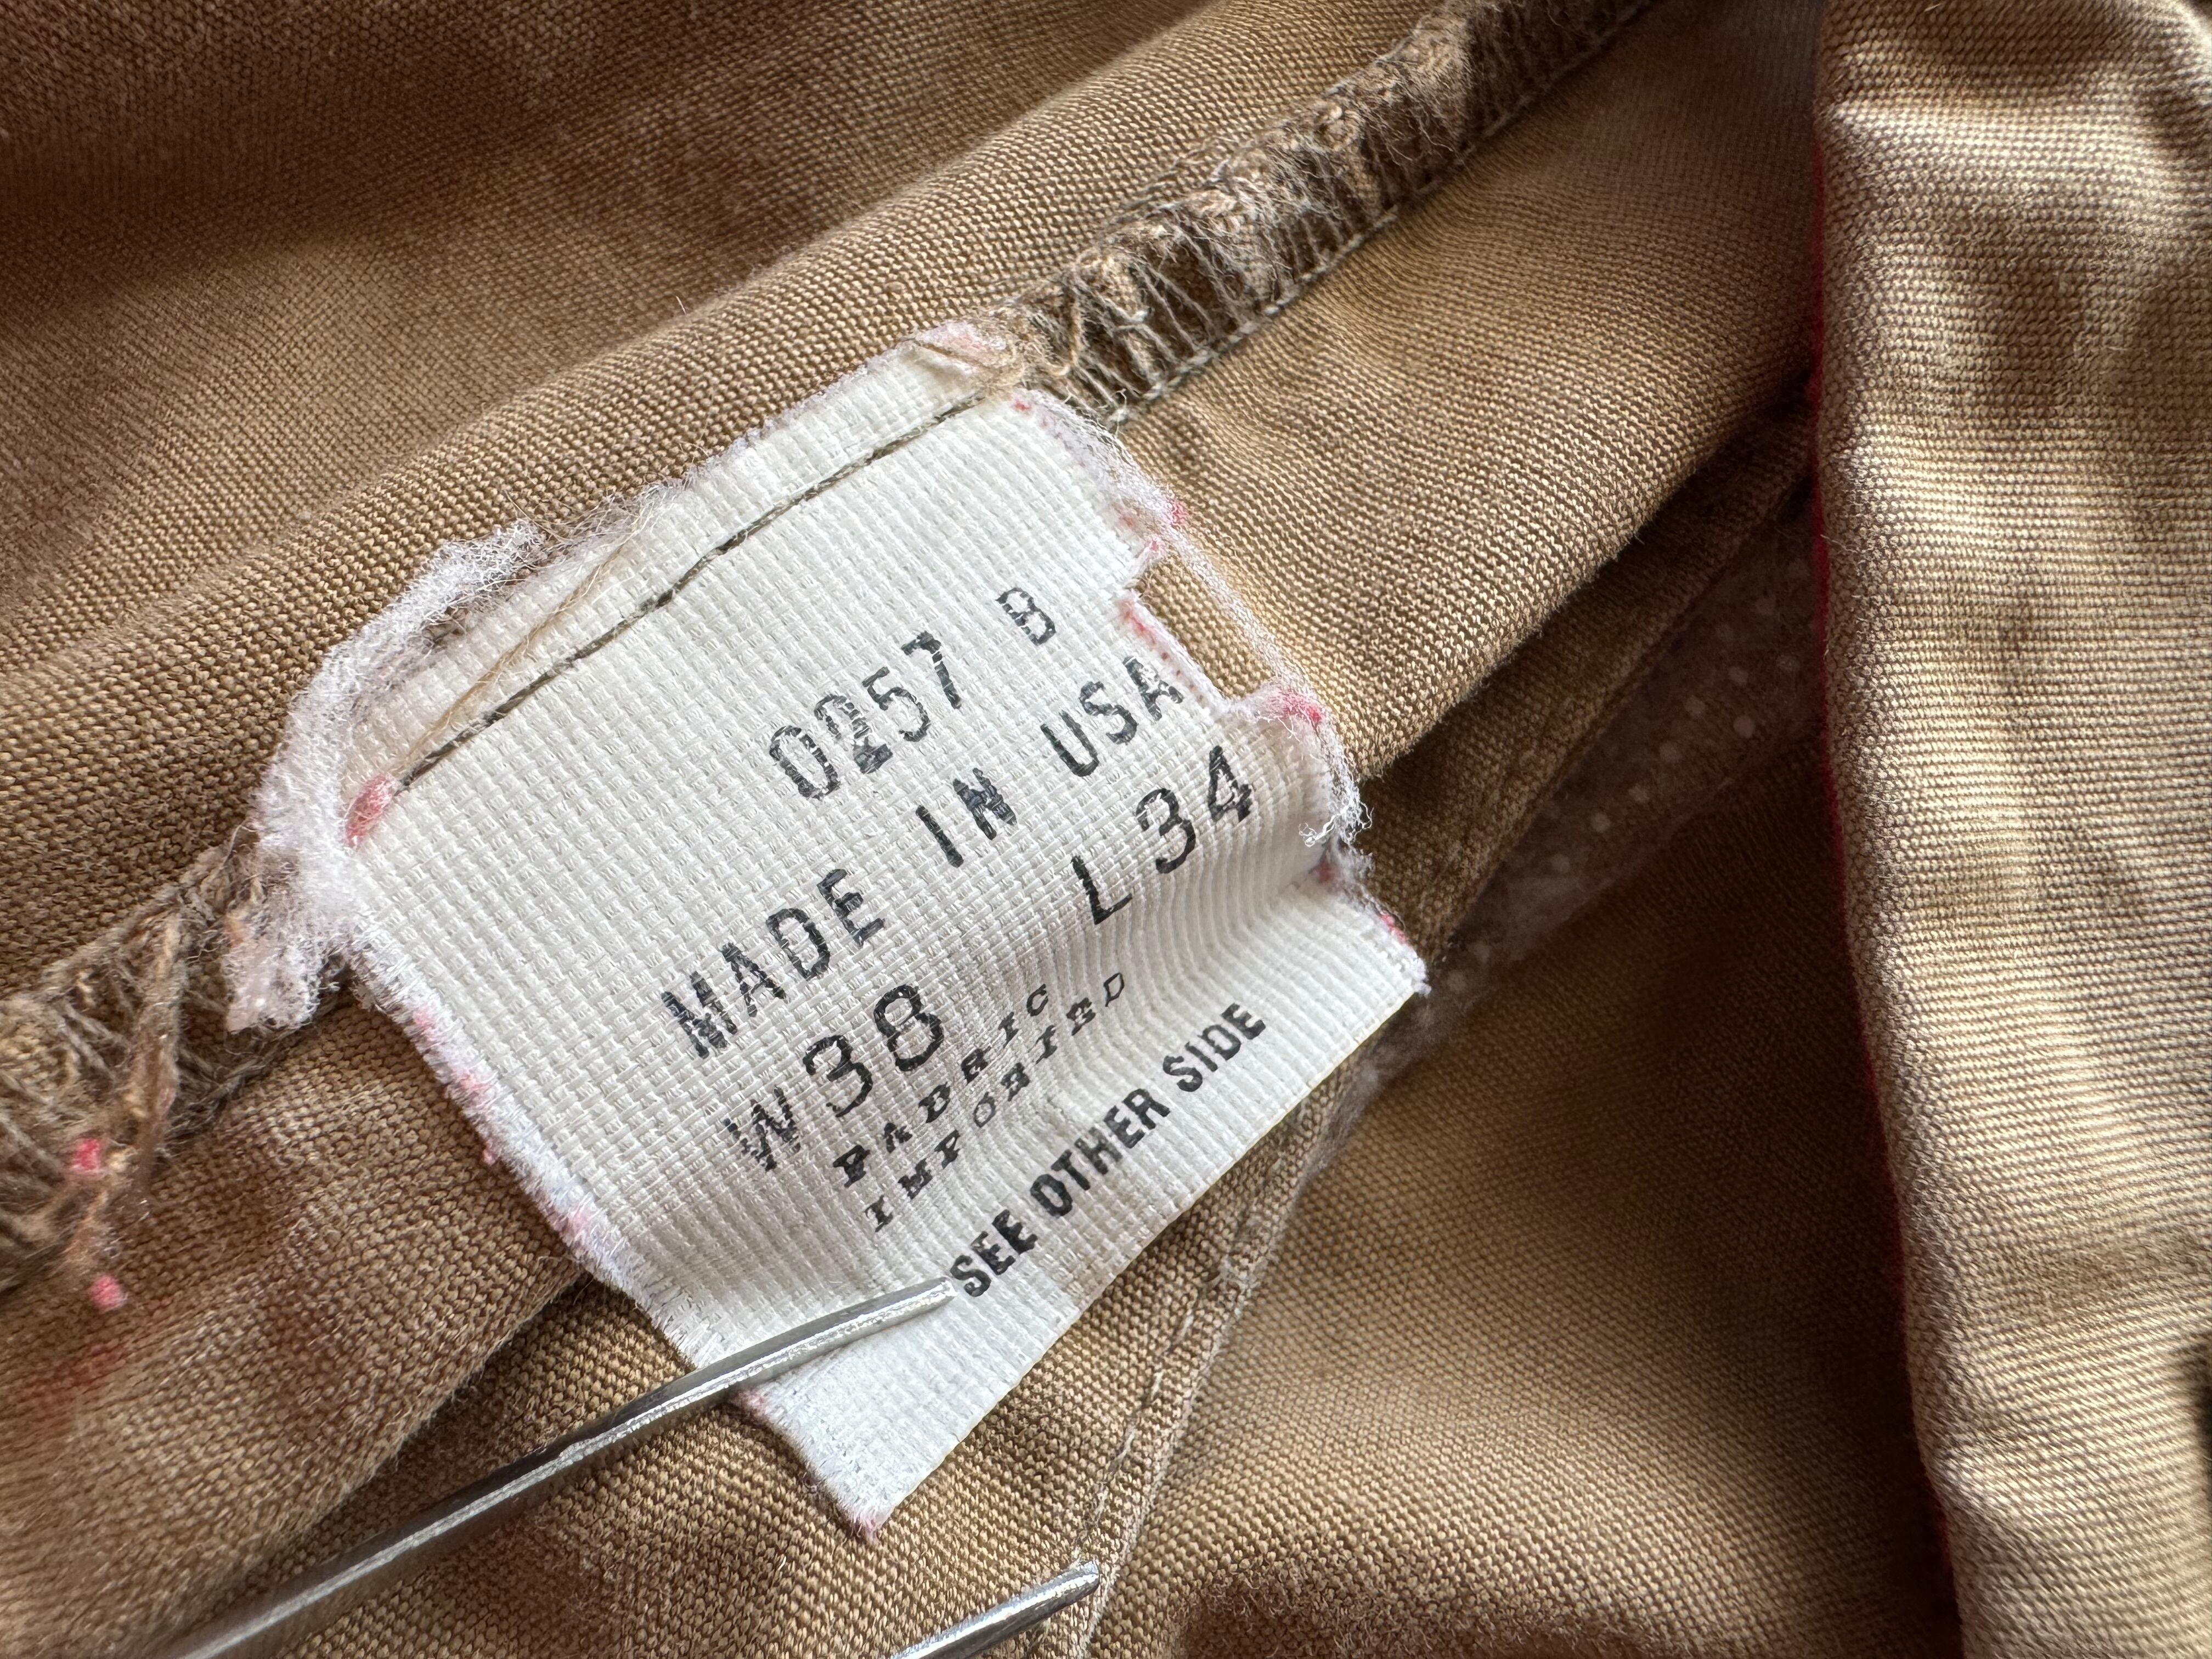 0257 B
MADE IN USA
W38 L34
FABRIC
IMPORTED
SEE OTHER SIDE